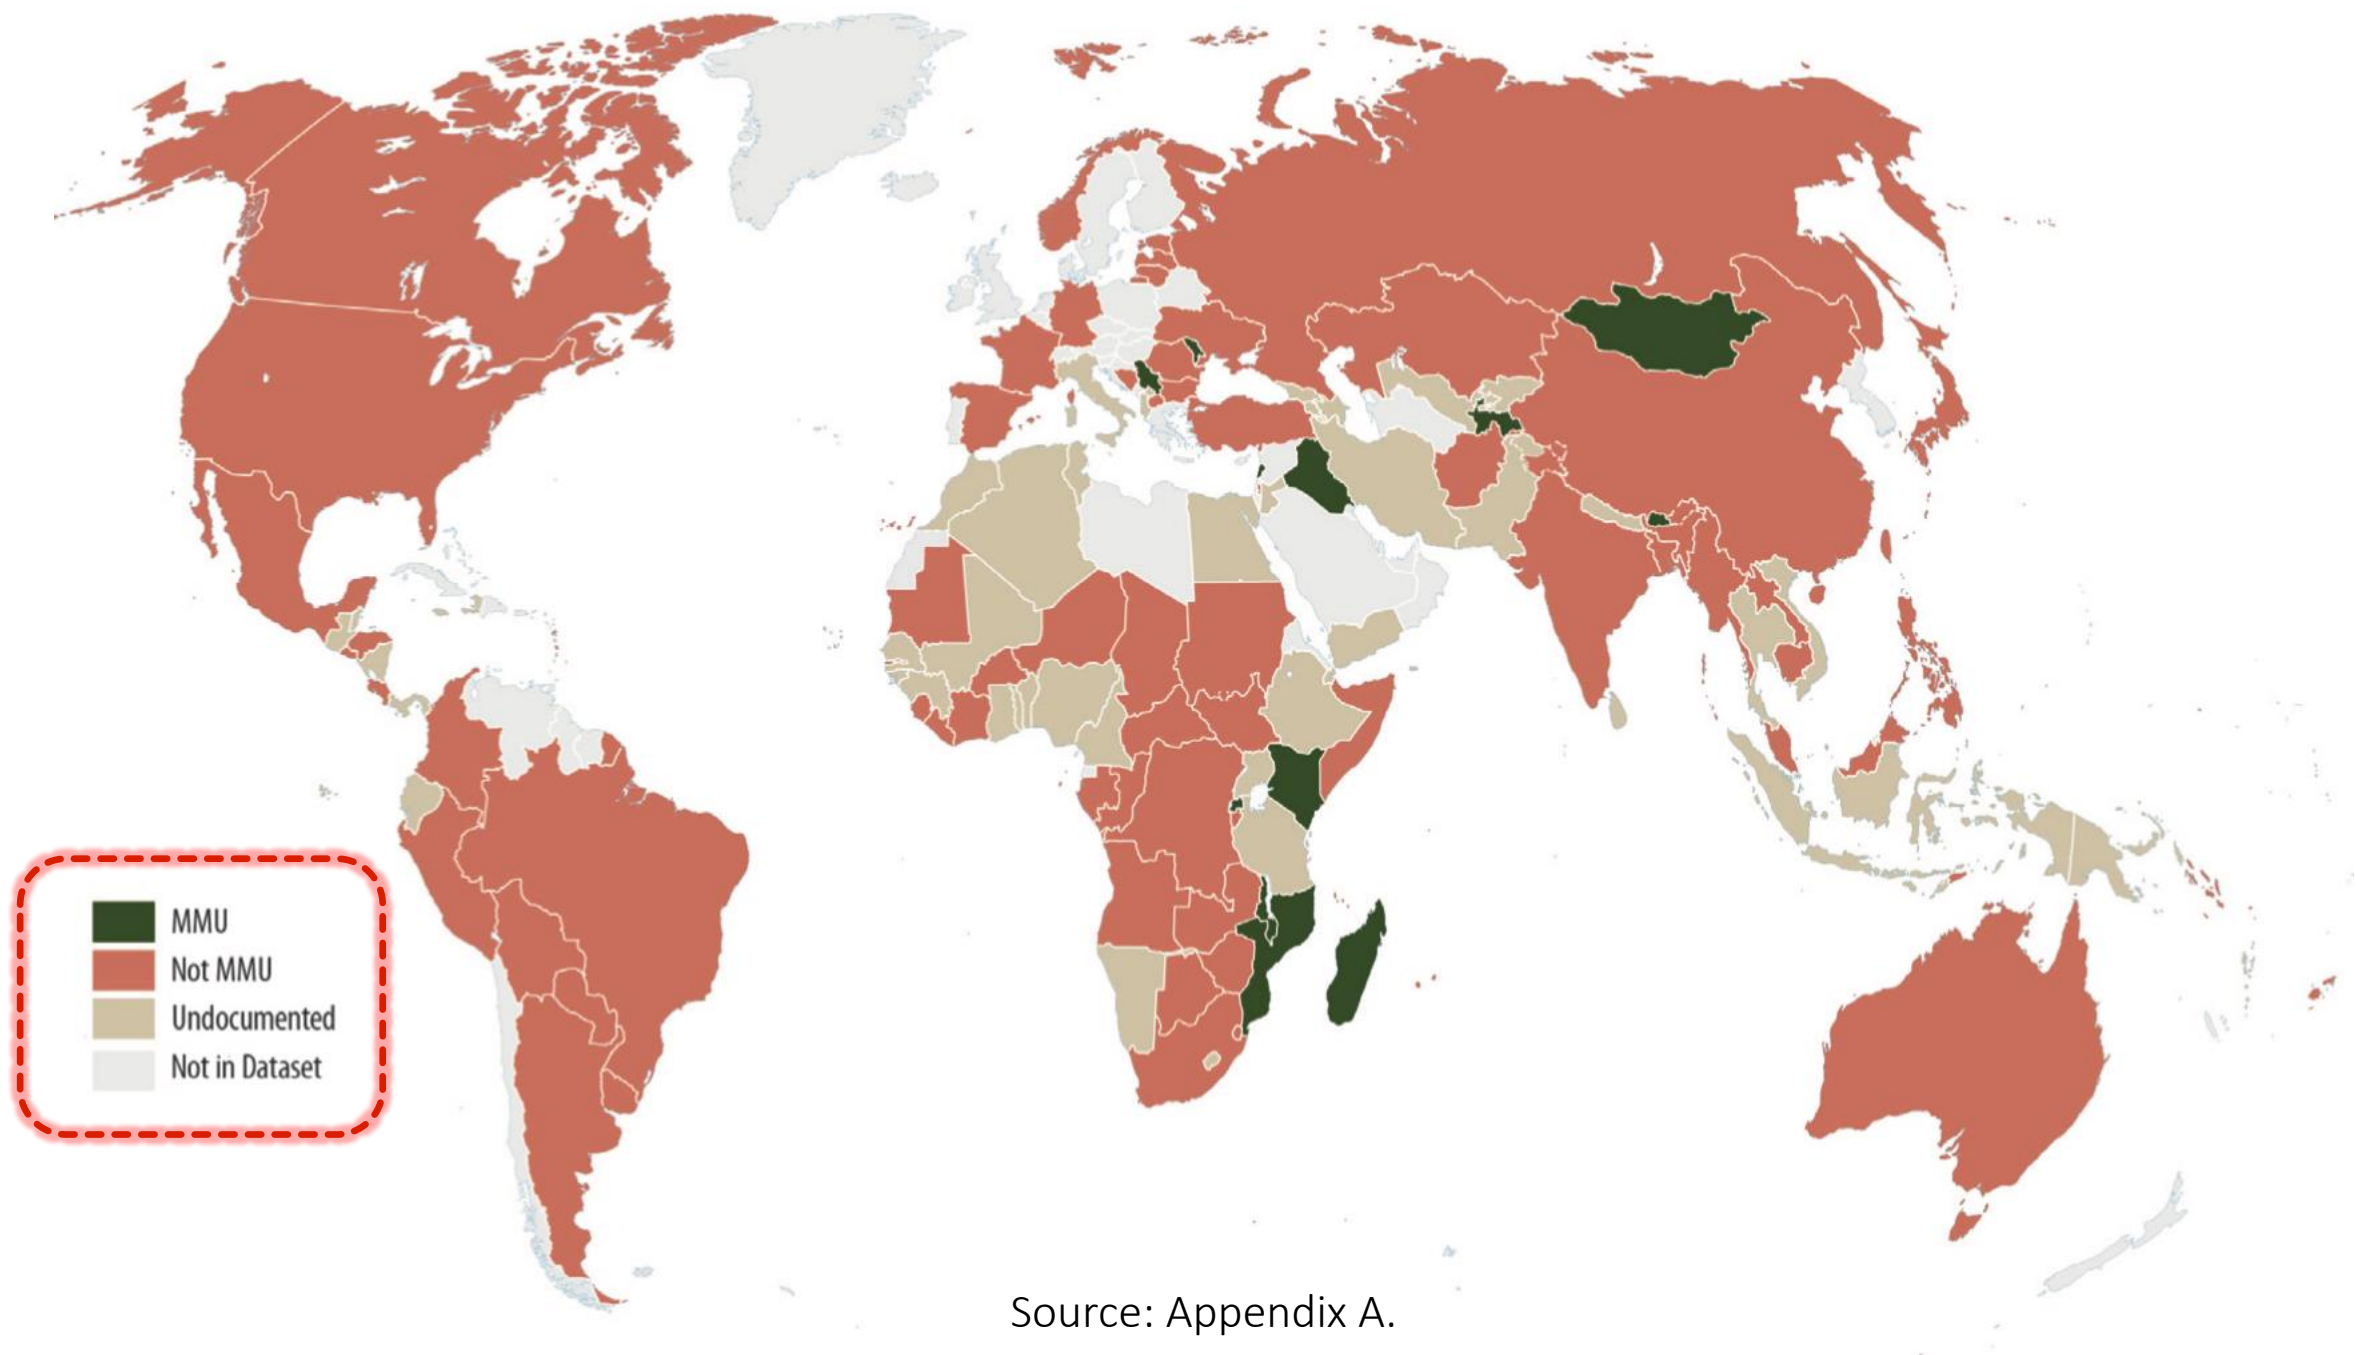 MMU
Not MMU
Undocumented
Not in Dataset
Source: Appendix A.